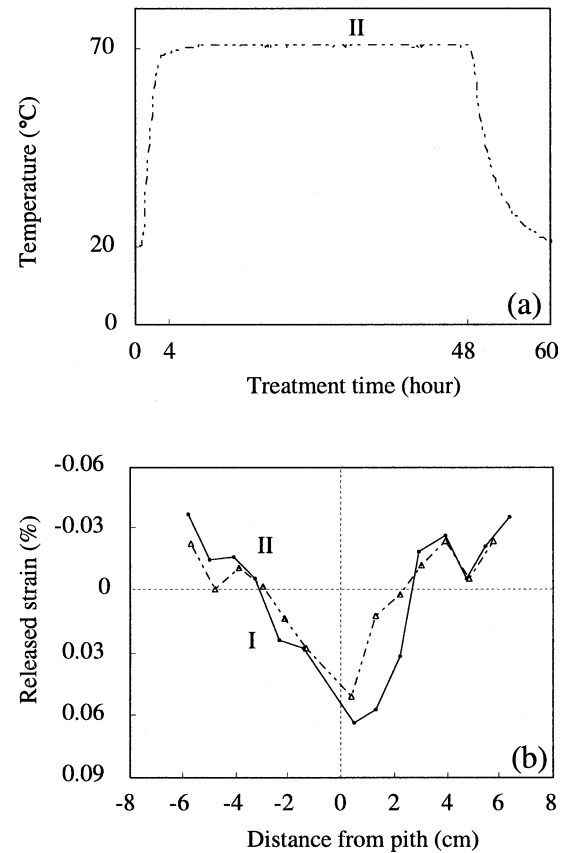 II
70
20
0
Temperature (°C)
(a)
0 4 48 60
Treatment time (hour)
-0.06
-0.03
0
0.03
0.06
0.09
Released strain (%)
II
I
(b)
-8 -6 -4 -2 0 2 4 6 8
Distance from pith (cm)